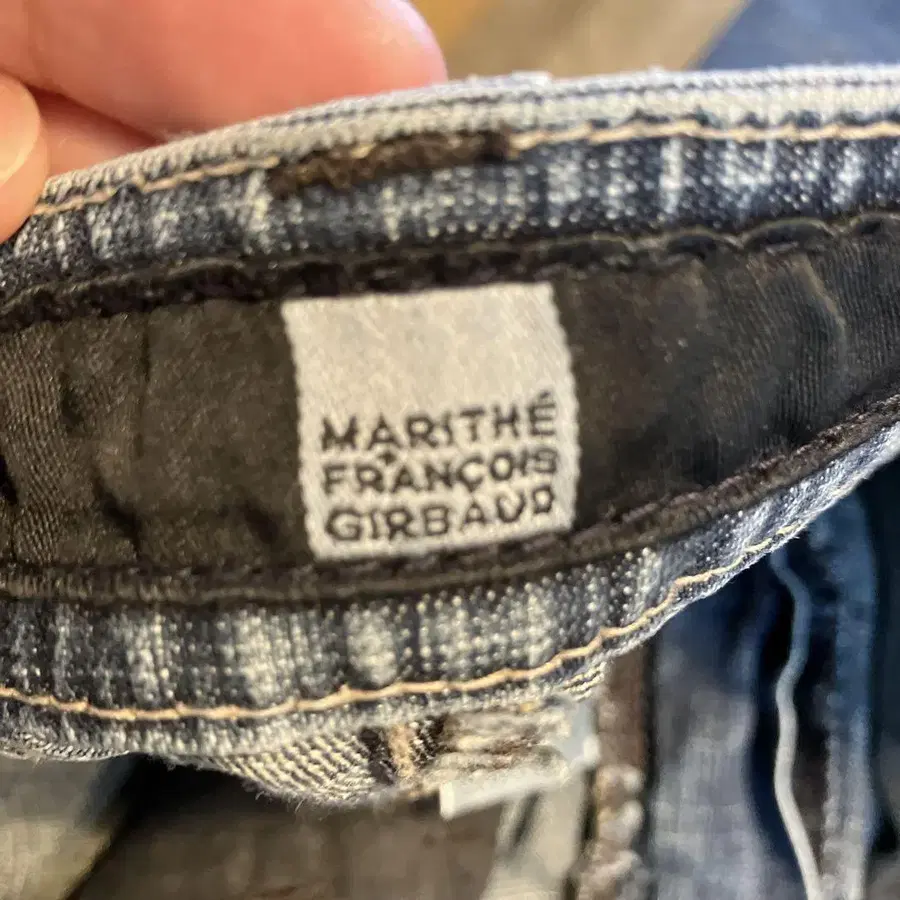 MARITHÉ
+
FRANÇOIS
GIRBAUD